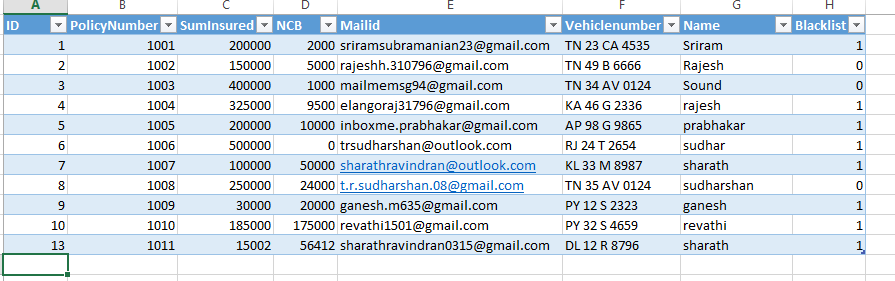 A B C D E F G H
ID PolicyNumber SumInsured NCB Mailid Vehiclenumber Name Blacklist
1 1001 200000 2000 sriramsubramanian23@gmail.com TN 23 CA 4535 Sriram 1
2 1002 150000 5000 rajeshh.310796@gmail.com TN 49 B 6666 Rajesh 0
3 1003 400000 1000 mailmemsg94@gmail.com TN 34 AV 0124 Sound 0
4 1004 325000 9500 elangoraj31796@gmail.com KA 46 G 2336 rajesh 1
5 1005 200000 10000 inboxme.prabhakar@gmail.com AP 98 G 9865 prabhakar 1
6 1006 500000 0 trsudharshan@outlook.com RJ 24 T 2654 sudhar 1
7 1007 100000 50000 sharathravindran@outlook.com KL 33 M 8987 sharath 1
8 1008 250000 24000 t.r.sudharshan.08@gmail.com TN 35 AV 0124 sudharshan 0
9 1009 30000 20000 ganesh.m635@gmail.com PY 12 S 2323 ganesh 1
10 1010 185000 175000 revathi1501@gmail.com PY 32 S 4659 revathi 1
13 1011 15002 56412 sharathravindran0315@gmail.com DL 12 R 8796 sharath 1